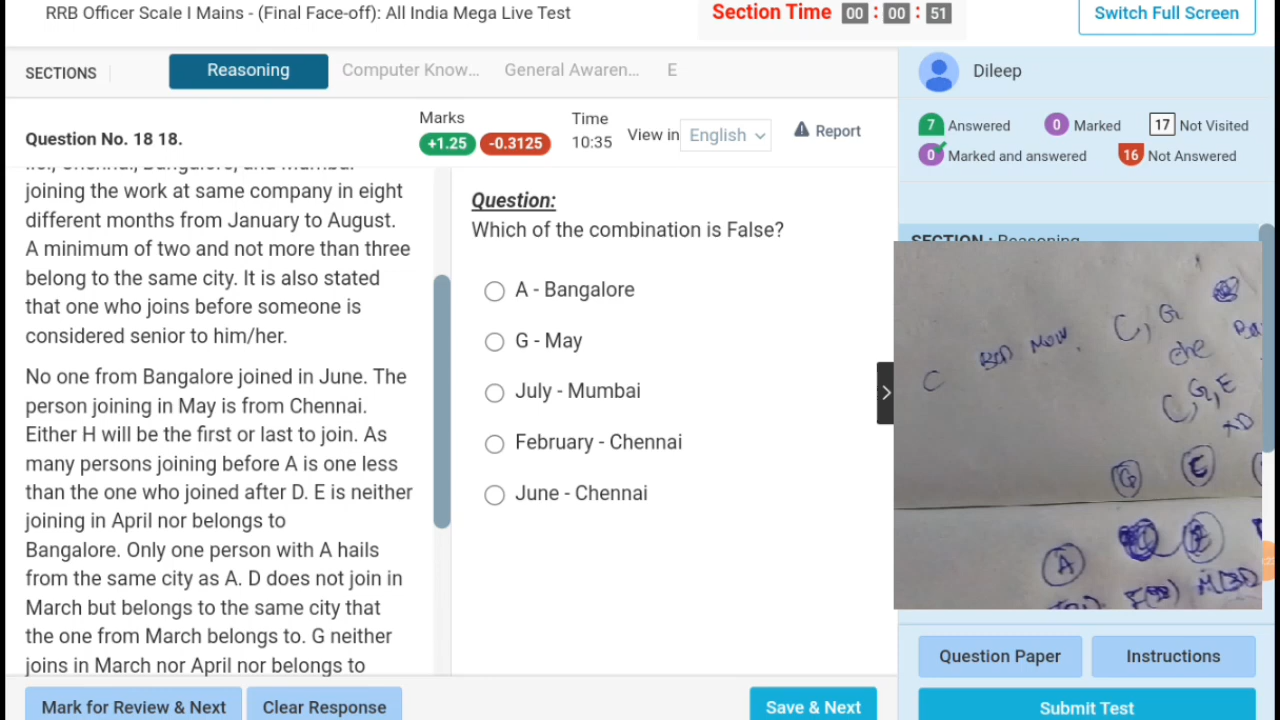 RRB Officer Scale I Mains - (Final Face-off): All India Mega Live Test
Section Time 00 : 00 : 51
Switch Full Screen
SECTIONS
Reasoning
Computer Know...
General Awaren...
E
Dileep
Question No. 18 18.
Marks
+1.25 -0.3125
Time
10:35
View in English
Report
7 Answered
0 Marked
17 Not Visited
0 Marked and answered
16 Not Answered
SECTION : Reasoning
joining the work at same company in eight
different months from January to August.
A minimum of two and not more than three
belong to the same city. It is also stated
that one who joins before someone is
considered senior to him/her.
No one from Bangalore joined in June. The
person joining in May is from Chennai.
Either H will be the first or last to join. As
many persons joining before A is one less
than the one who joined after D. E is neither
joining in April nor belongs to
Bangalore. Only one person with A hails
from the same city as A. D does not join in
March but belongs to the same city that
the one from March belongs to. G neither
joins in March nor April nor belongs to
Question:
Which of the combination is False?
A - Bangalore
G - May
July - Mumbai
February - Chennai
June - Chennai
C, G
C
C, G, E
G
A
Mark for Review & Next
Clear Response
Save & Next
Question Paper
Instructions
Submit Test